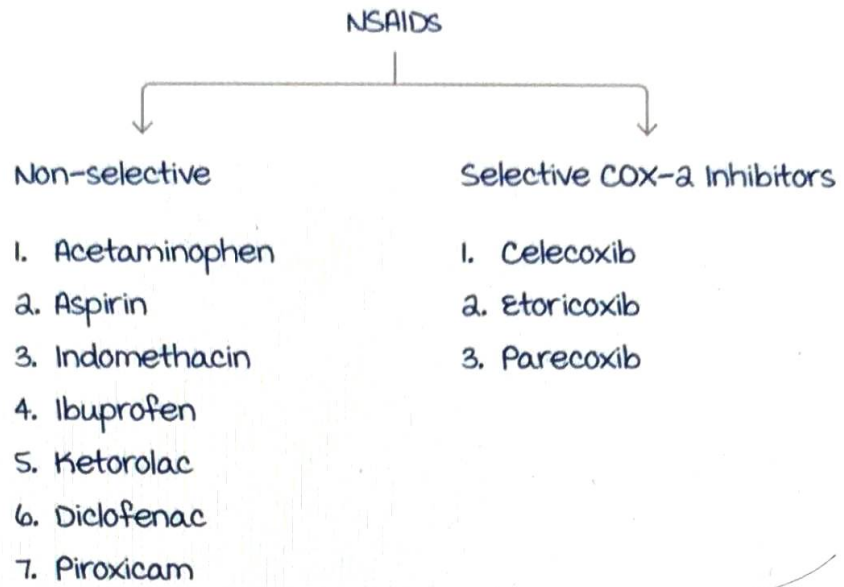 NSAIDS
Non-selective
1. Acetaminophen
2. Aspirin
3. Indomethacin
4. Ibuprofen
5. Ketorolac
6. Diclofenac
7. Piroxicam
Selective COX-2 Inhibitors
1. Celecoxib
2. Etoricoxib
3. Parecoxib